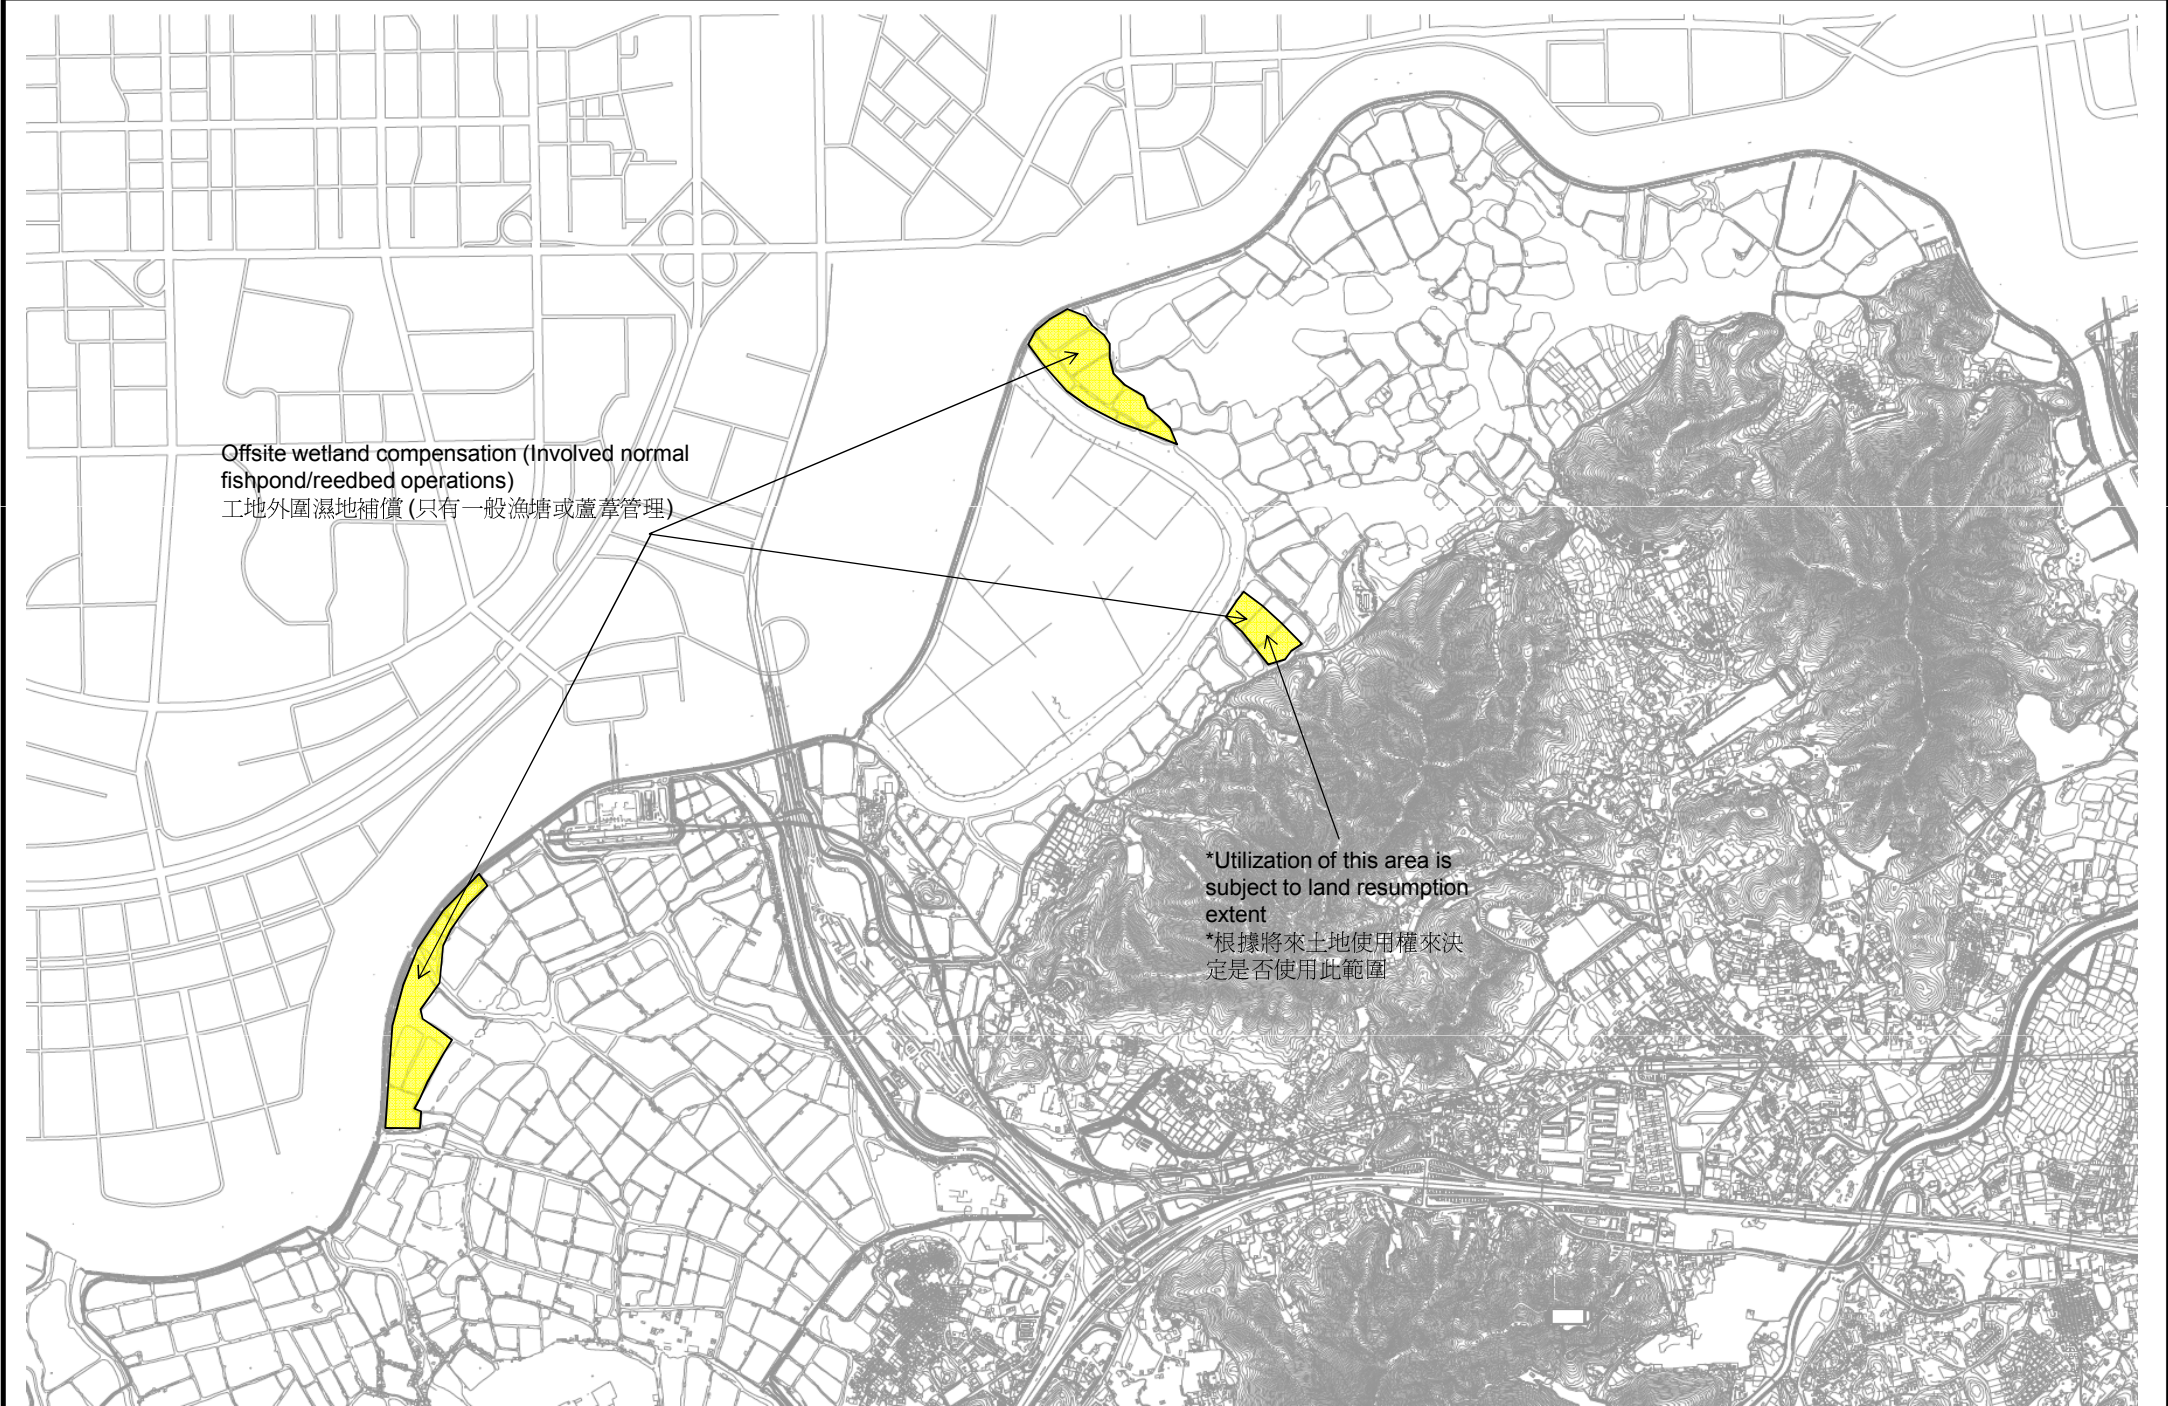 Offsite wetland compensation (Involved normal
fishpond/reedbed operations)
工地外圍濕地補償 (只有一般漁塘或蘆葦管理)
*Utilization of this area is
subject to land resumption
extent
*根據將來土地使用權來決
定是否使用此範圍